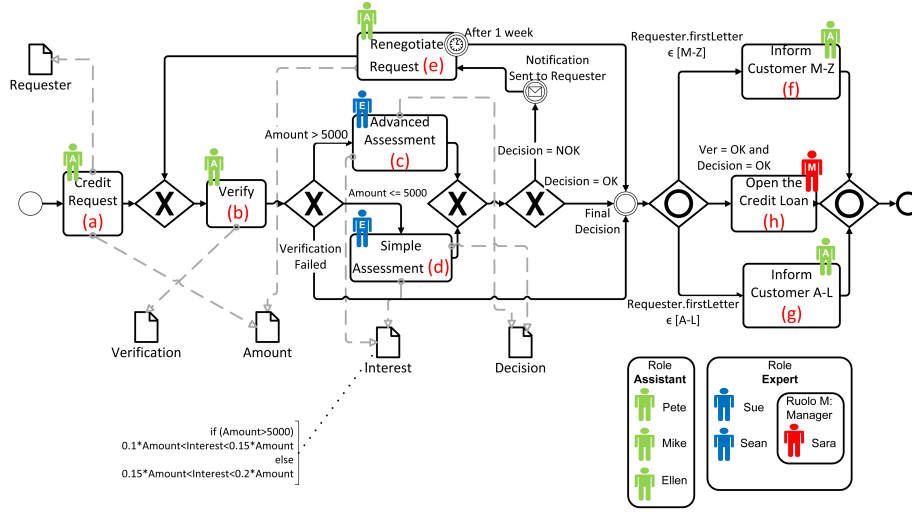 A
Renegotiate
Request (e)
After 1 week
Notification
Sent to Requester
Requester.firstLetter
ϵ [M-Z]
A
Inform
Customer M-Z
(f)
Requester
E
Advanced
Assessment
(c)
Amount > 5000
Decision = NOK
Ver = OK and
Decision = OK
M
Open the
Credit Loan
(h)
A
Credit
Request
(a)
X
A
Verify
(b)
X
Amount <= 5000
X
X
Decision = OK
Final
Decision
Verification
Failed
E
Simple
Assessment (d)
Requester.firstLetter
ϵ [A-L]
A
Inform
Customer A-L
(g)
Verification
Amount
Interest
Decision
if (Amount>5000)
0.1*Amount<Interest<0.15*Amount
else
0.15*Amount<Interest<0.2*Amount
Role
Assistant
Pete
Mike
Ellen
Role
Expert
Sue
Sean
Ruolo M:
Manager
Sara